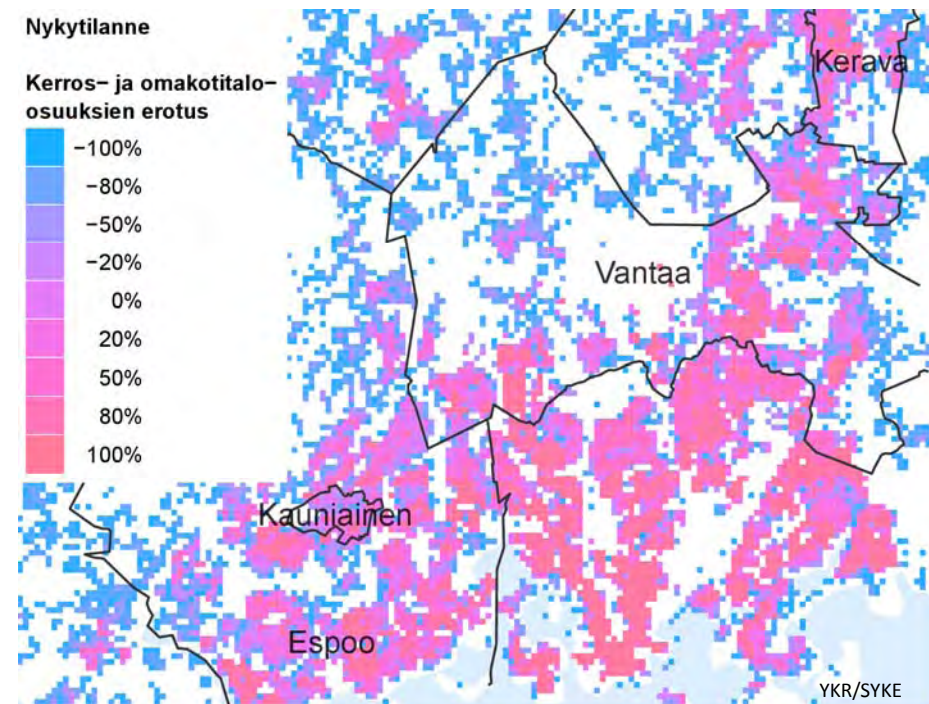 Nykytilanne
Kerros- ja omakotitalo-
osuuksien erotus
−100%
−80%
−50%
−20%
0%
20%
50%
80%
100%
Kerava
Vantaa
Kauniainen
Espoo
YKR/SYKE